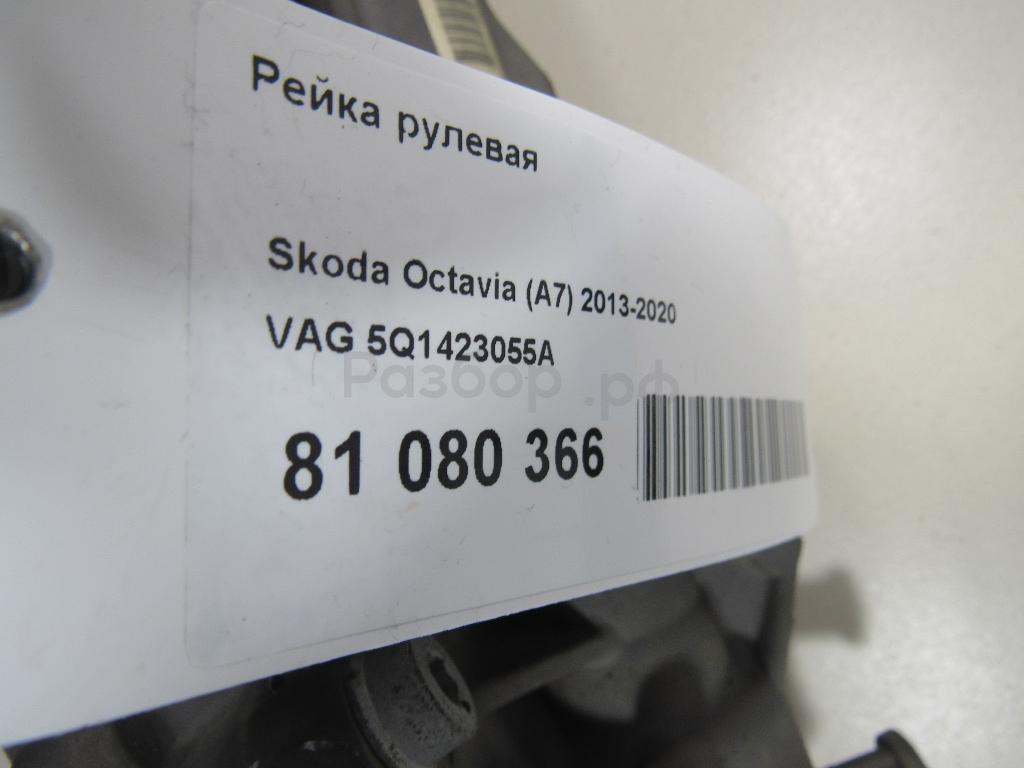 Рейка рулевая
Skoda Octavia (A7) 2013-2020
VAG 5Q1423055A
Разбор.рф
81 080 366